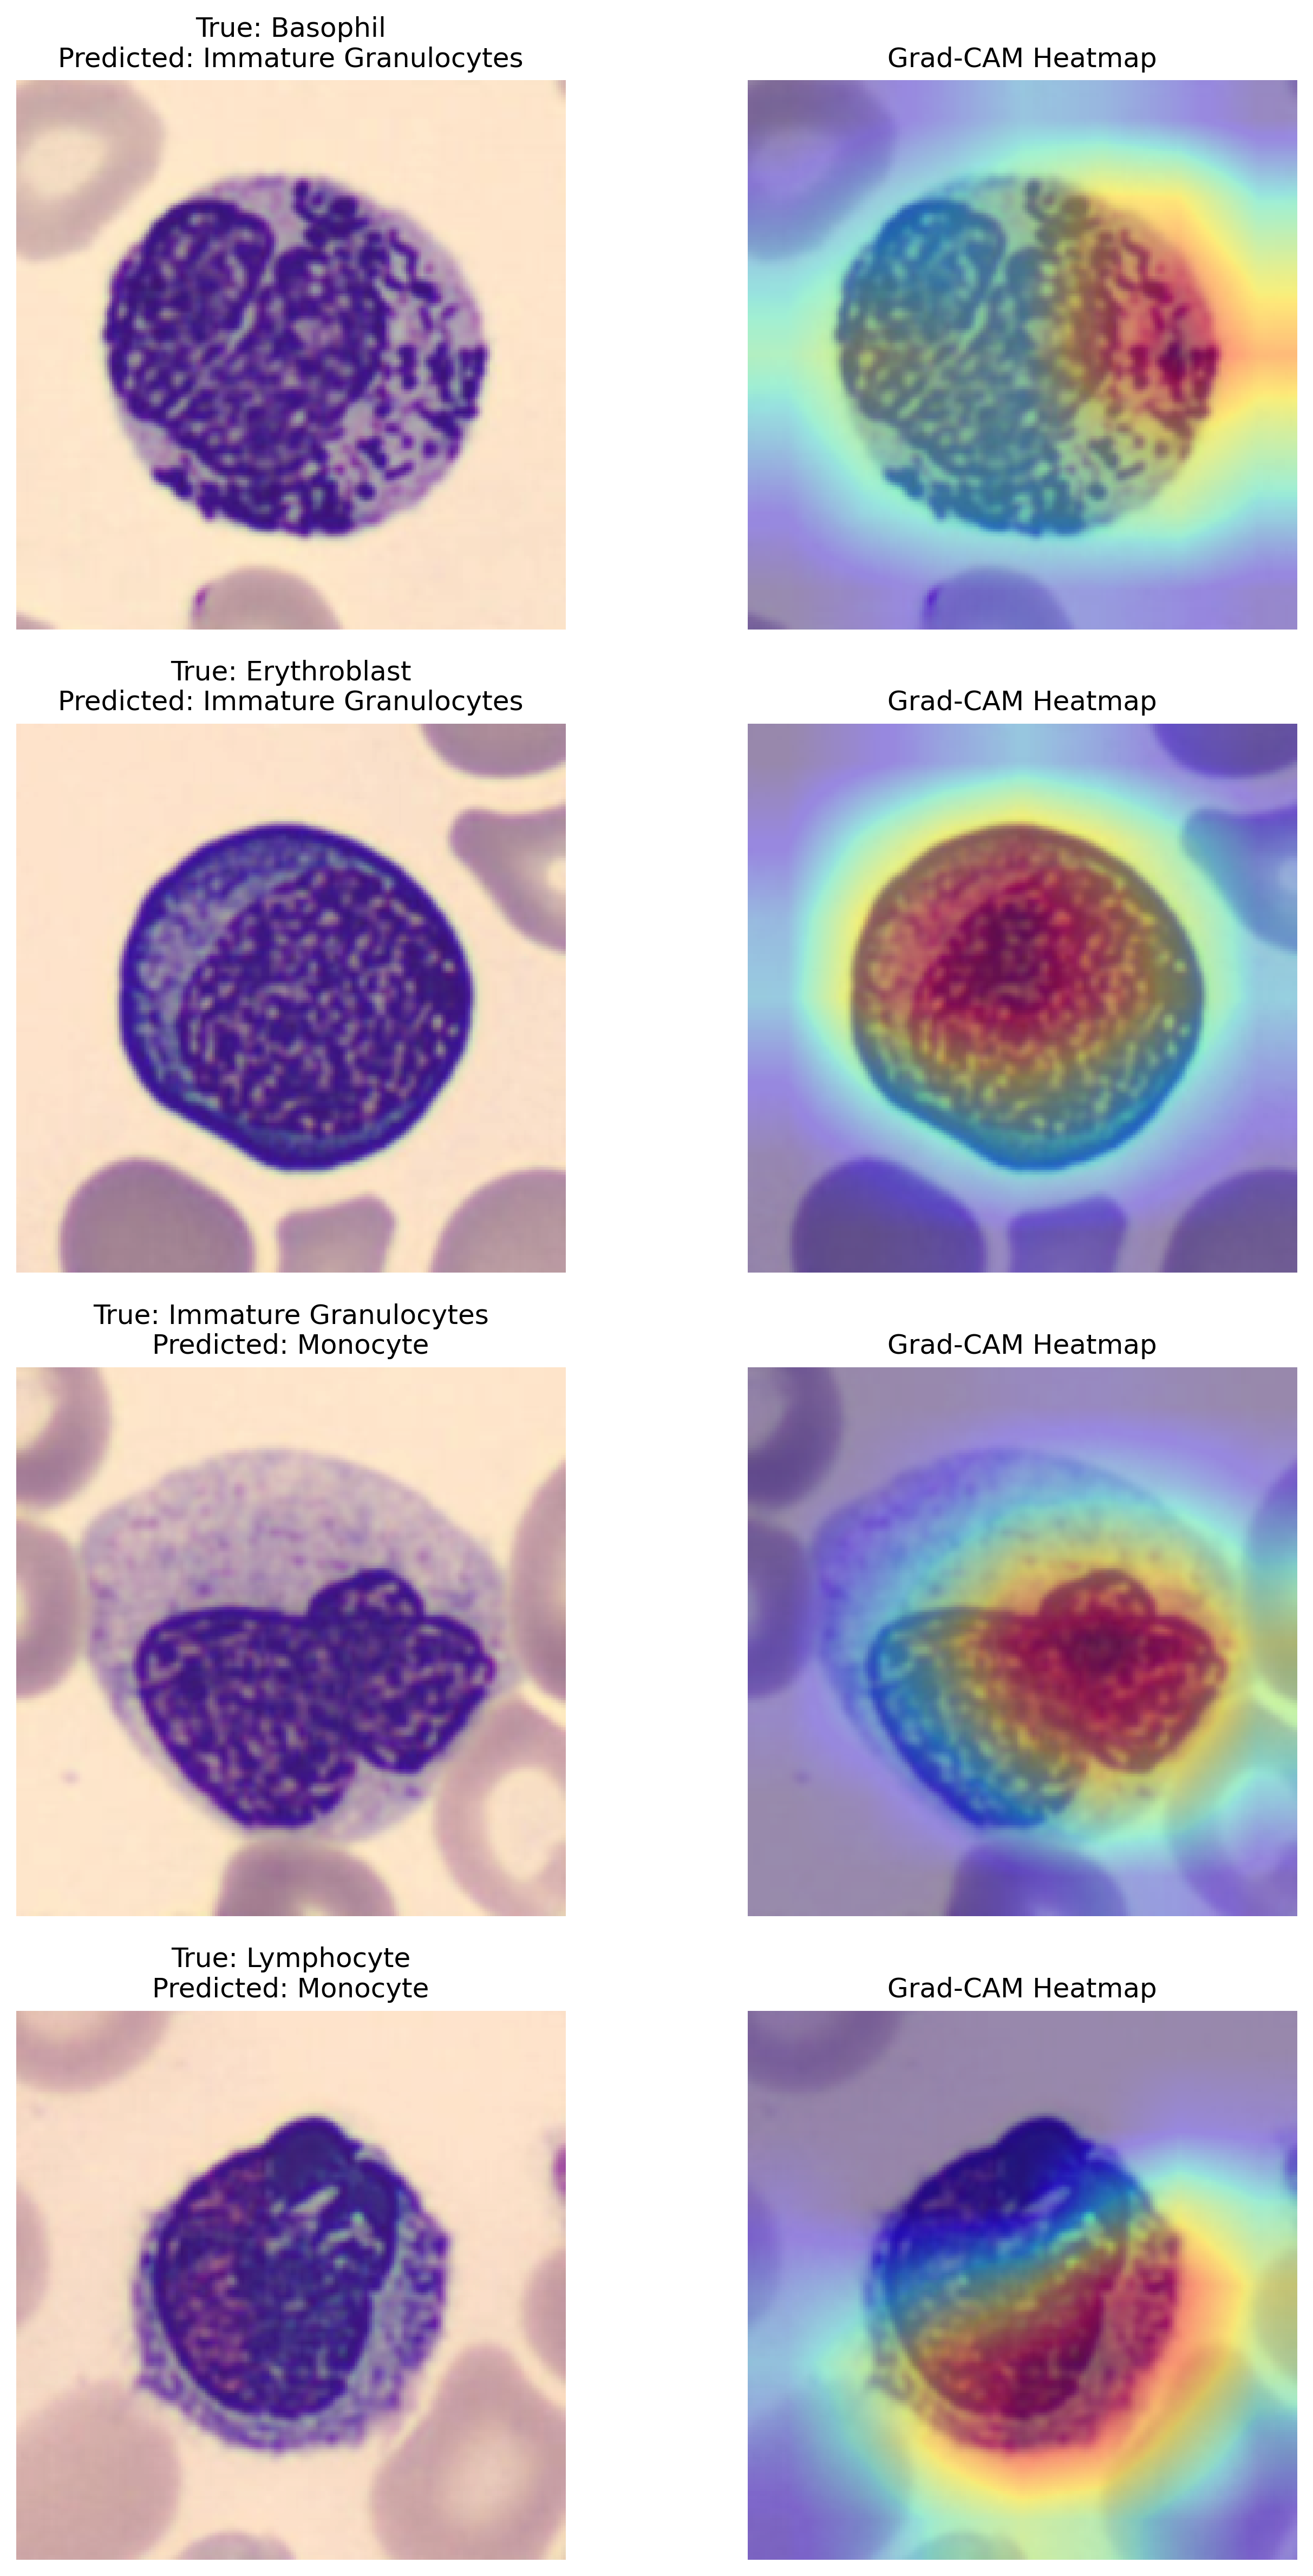 True: Basophil
Predicted: Immature Granulocytes
Grad-CAM Heatmap
True: Erythroblast
Predicted: Immature Granulocytes
Grad-CAM Heatmap
True: Immature Granulocytes
Predicted: Monocyte
Grad-CAM Heatmap
True: Lymphocyte
Predicted: Monocyte
Grad-CAM Heatmap